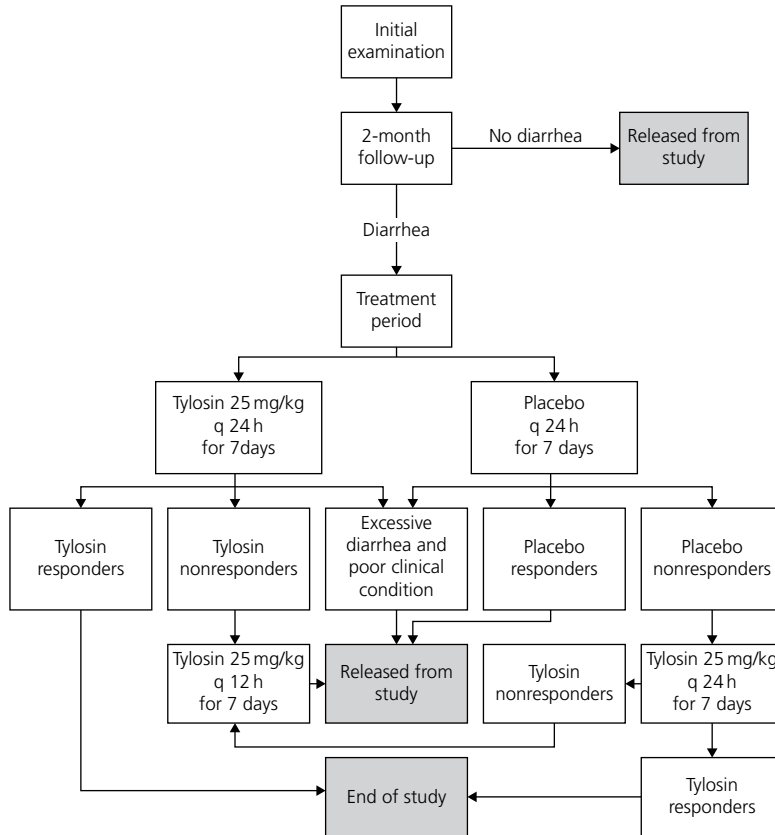 Initial
examination
2-month
follow-up
No diarrhea
Released from
study
Diarrhea
Treatment
period
Tylosin 25 mg/kg
q 24 h
for 7days
Placebo
q 24 h
for 7 days
Tylosin
responders
Tylosin
nonresponders
Excessive
diarrhea and
poor clinical
condition
Placebo
responders
Placebo
nonresponders
Tylosin 25 mg/kg
q 12 h
for 7 days
Released from
study
Tylosin
nonresponders
Tylosin 25 mg/kg
q 24 h
for 7 days
End of study
Tylosin
responders